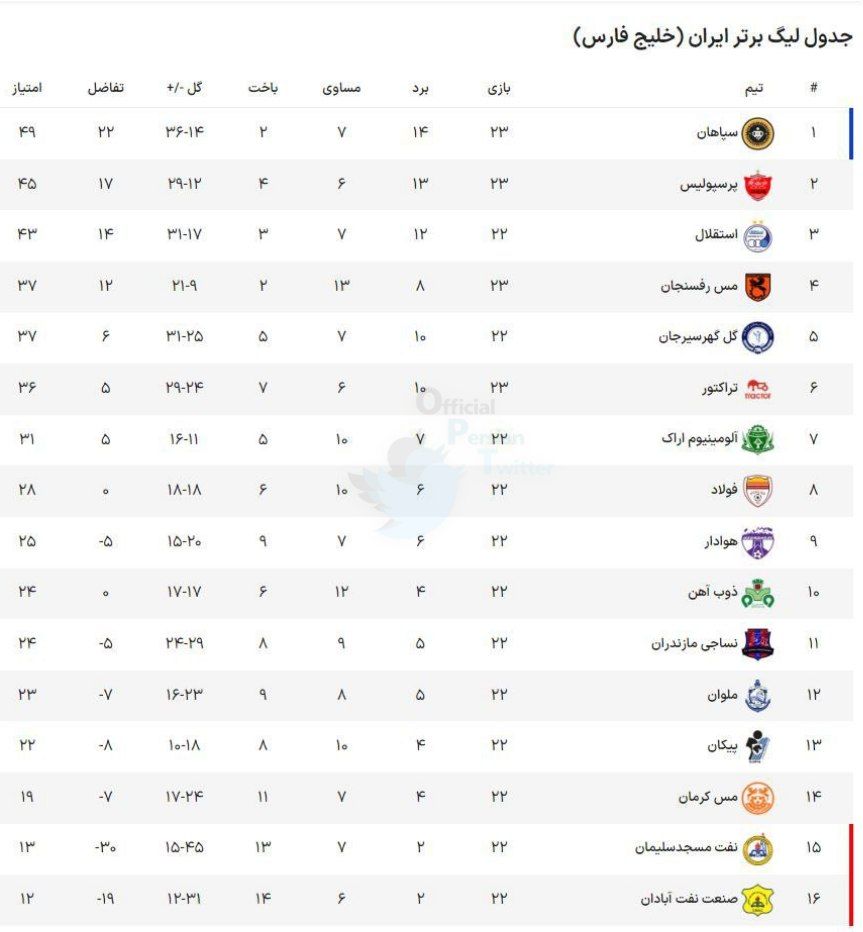 جدول لیگ برتر ایران (خلیج فارس)
# تیم بازی برد مساوی باخت گل -/+ تفاضل امتیاز
۱ سپاهان ۲۳ ۱۴ ۷ ۲ ۳۶-۱۴ ۲۲ ۴۹
۲ پرسپولیس ۲۳ ۱۳ ۶ ۴ ۲۹-۱۲ ۱۷ ۴۵
۳ استقلال ۲۲ ۱۲ ۷ ۳ ۳۱-۱۷ ۱۴ ۴۳
۴ مس رفسنجان ۲۳ ۸ ۱۳ ۲ ۲۱-۹ ۱۲ ۳۷
۵ گل گهرسیرجان ۲۲ ۱۰ ۷ ۵ ۳۱-۲۵ ۶ ۳۷
۶ tractor تراکتور ۲۳ ۱۰ ۶ ۷ ۲۹-۲۴ ۵ ۳۶
۷ آلومینیوم اراک ۲۲ ۷ ۱۰ ۵ ۱۶-۱۱ ۵ ۳۱
۸ فولاد ۲۲ ۶ ۱۰ ۶ ۱۸-۱۸ ۰ ۲۸
۹ هوادار ۲۲ ۶ ۷ ۹ ۱۵-۲۰ -۵ ۲۵
۱۰ ذوب آهن ۲۲ ۴ ۱۲ ۶ ۱۷-۱۷ ۰ ۲۴
۱۱ نساجی مازندران ۲۲ ۵ ۹ ۸ ۲۴-۲۹ -۵ ۲۴
۱۲ ملوان ۲۲ ۵ ۸ ۹ ۱۶-۲۳ -۷ ۲۳
۱۳ پیکان ۲۲ ۴ ۱۰ ۸ ۱۰-۱۸ -۸ ۲۲
۱۴ مس کرمان ۲۲ ۴ ۷ ۱۱ ۱۷-۲۴ -۷ ۱۹
۱۵ نفت مسجدسلیمان ۲۲ ۲ ۷ ۱۳ ۱۵-۴۵ -۳۰ ۱۳
۱۶ صنعت نفت آبادان ۲۲ ۲ ۶ ۱۴ ۱۲-۳۱ -۱۹ ۱۲
Official
Persian
Twitter